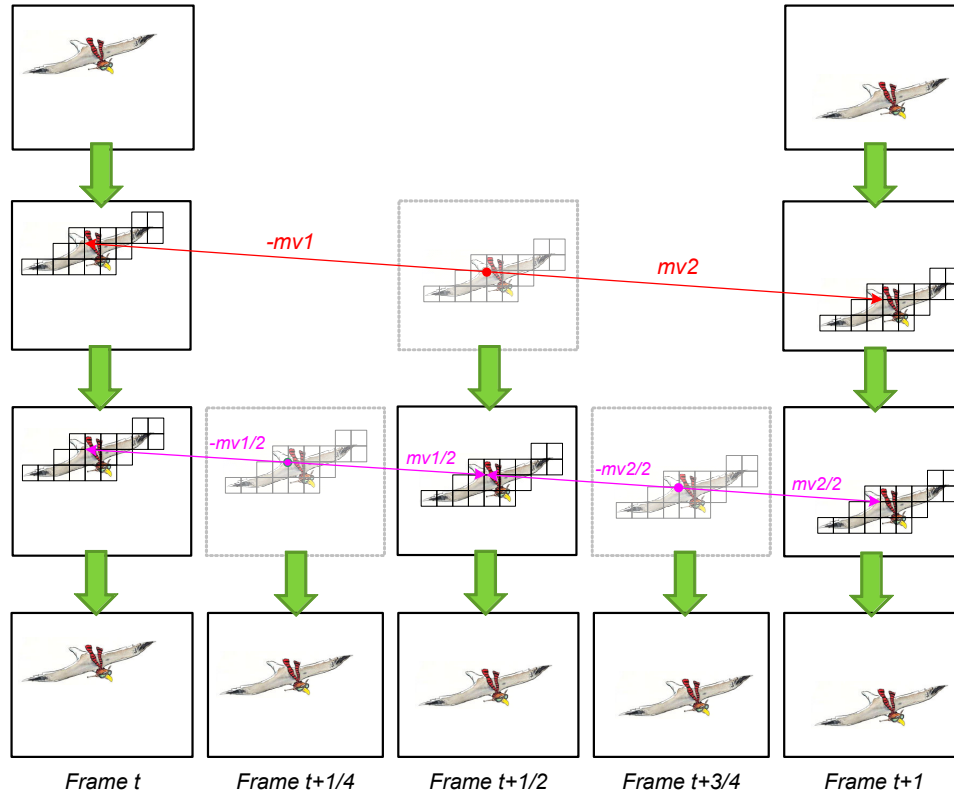 -mv1
mv2
-mv1/2
mv1/2
-mv2/2
mv2/2
Frame t
Frame t+1/4
Frame t+1/2
Frame t+3/4
Frame t+1